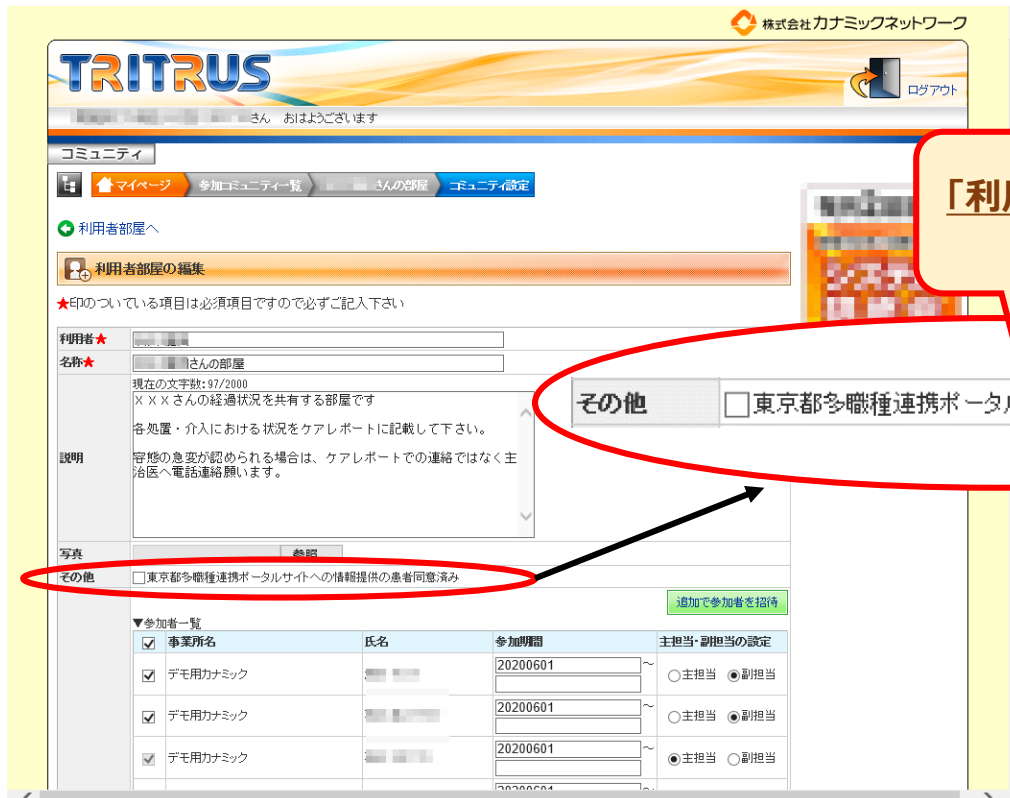 株式会社カナミックネットワーク
TRITRUS
ログアウト
さん おはようございます
コミュニティ
マイページ 参加コミュニティ一覧 さんの部屋 コミュニティ設定
「利
利用者部屋へ
利用者部屋の編集
★印のついている項目は必須項目ですので必ずご記入下さい
利用者★
名称★ さんの部屋
現在の文字数:97/2000
XXXさんの経過状況を共有する部屋です
各処置・介入における状況をケアレポートに記載して下さい。
説明
容態の急変が認められる場合は、ケアレポートでの連絡ではなく主
治医へ電話連絡願います。
その他 □東京都多職種連携ポータル
写真 参照
その他 □東京都多職種連携ポータルサイトへの情報提供の患者同意済み
追加で参加者を招待
▼参加者一覧
事業所名 氏名 参加期間 主担当・副担当の設定
デモ用カナミック 20200601 ～ ○主担当 ◉副担当
デモ用カナミック 20200601 ～ ○主担当 ◉副担当
デモ用カナミック 20200601 ～ ◉主担当 ○副担当